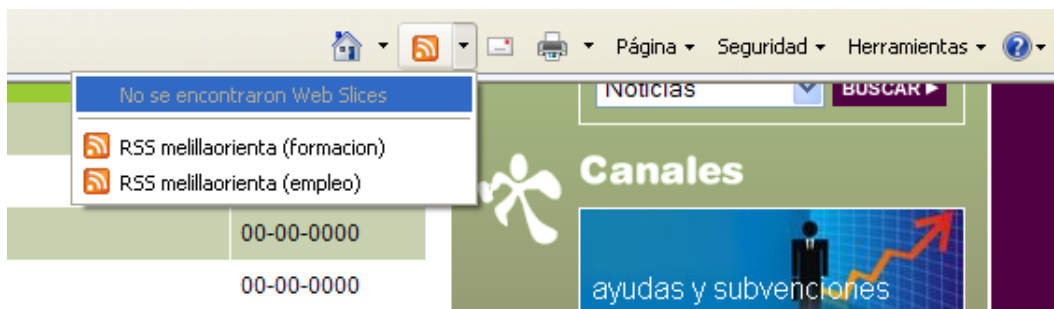 Página Seguridad Herramientas
No se encontraron Web Slices
Noticias BUSCAR
RSS melillaorienta (formacion)
RSS melillaorienta (empleo)
Canales
00-00-0000
00-00-0000
ayudas y subvenciones